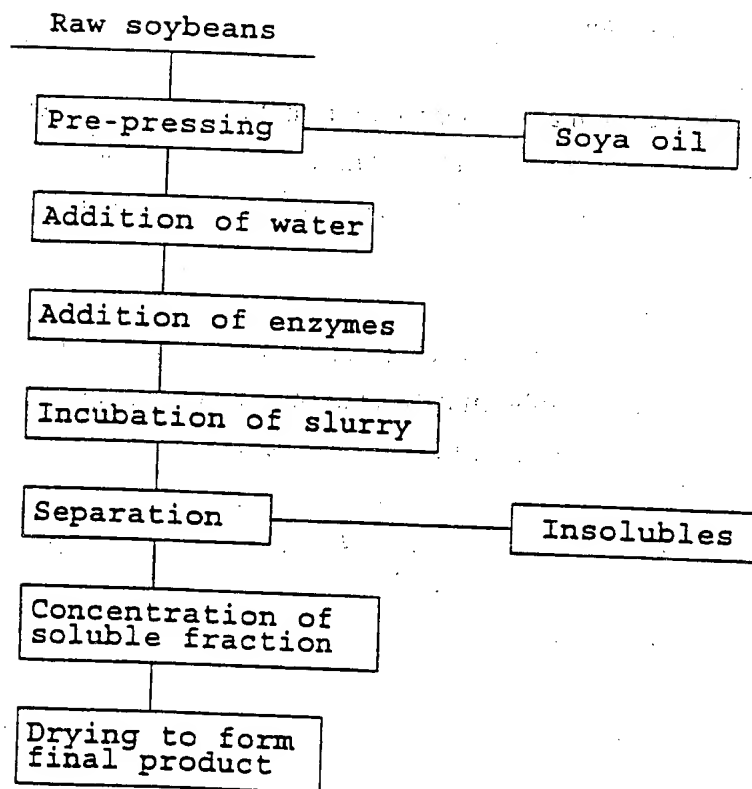 Raw soybeans
Pre-pressing
Soya oil
Addition of water
Addition of enzymes
Incubation of slurry
Separation
Insolubles
Concentration of
soluble fraction
Drying to form
final product